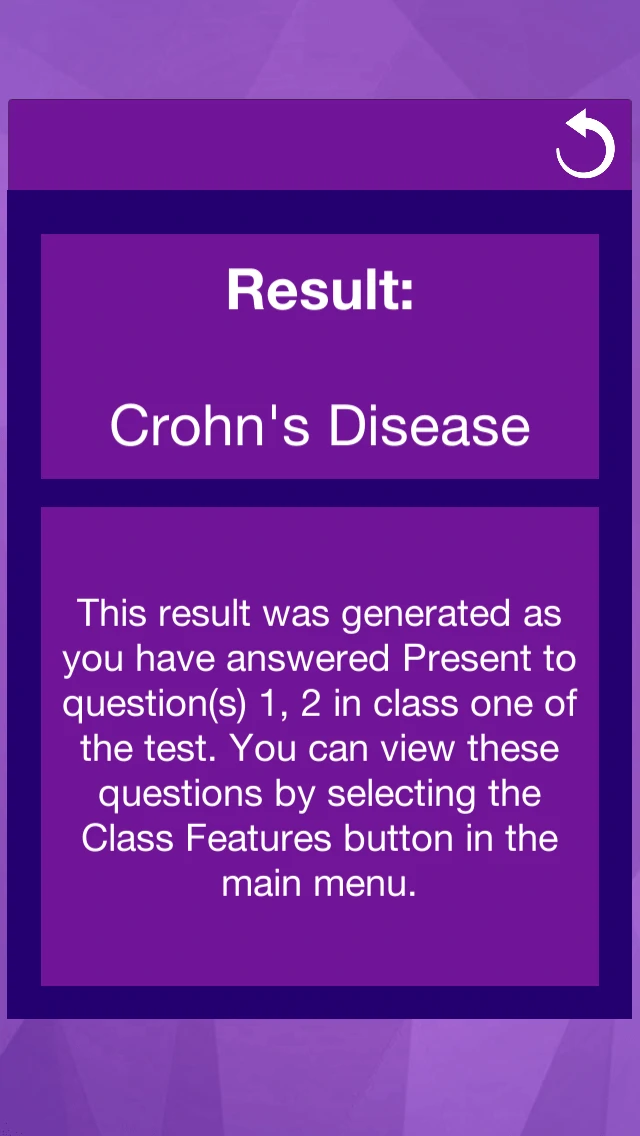 Result:
Crohn's Disease
This result was generated as
you have answered Present to
question(s) 1, 2 in class one of
the test. You can view these
questions by selecting the
Class Features button in the
main menu.